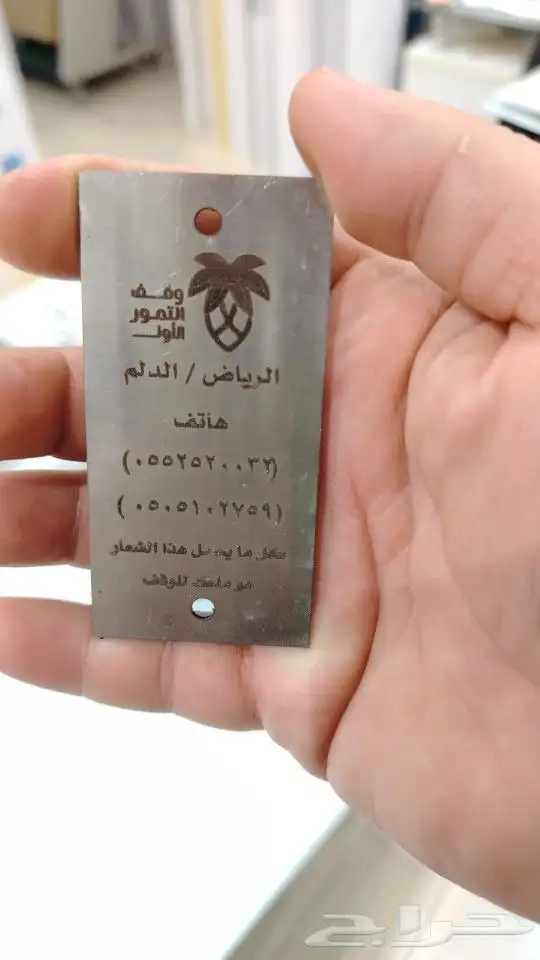 وقف
التمور
الأول
الرياض / الدلم
هاتف
(٠٥٥٢٥٢٠٠٣٢)
(٠٥٠٥١٠٢٧٥٩)
كل ما يحمل هذا الشعار
هو ملك للوقف
حراج